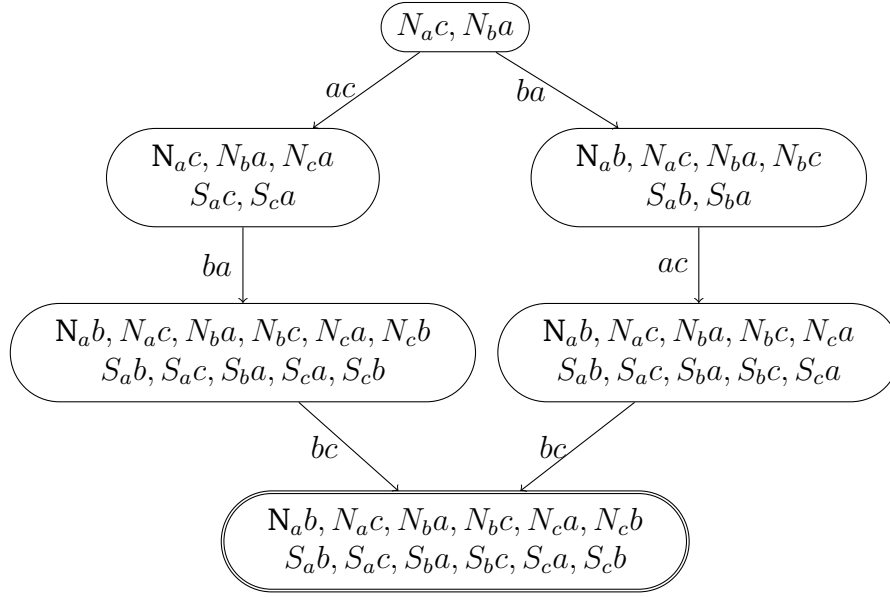 N_a c, N_b a
ac
ba
N_a c, N_b a, N_c a
S_a c, S_c a
N_a b, N_a c, N_b a, N_b c
S_a b, S_b a
ba
ac
N_a b, N_a c, N_b a, N_b c, N_c a, N_c b
S_a b, S_a c, S_b a, S_c a, S_c b
N_a b, N_a c, N_b a, N_b c, N_c a
S_a b, S_a c, S_b a, S_b c, S_c a
bc
bc
N_a b, N_a c, N_b a, N_b c, N_c a, N_c b
S_a b, S_a c, S_b a, S_b c, S_c a, S_c b